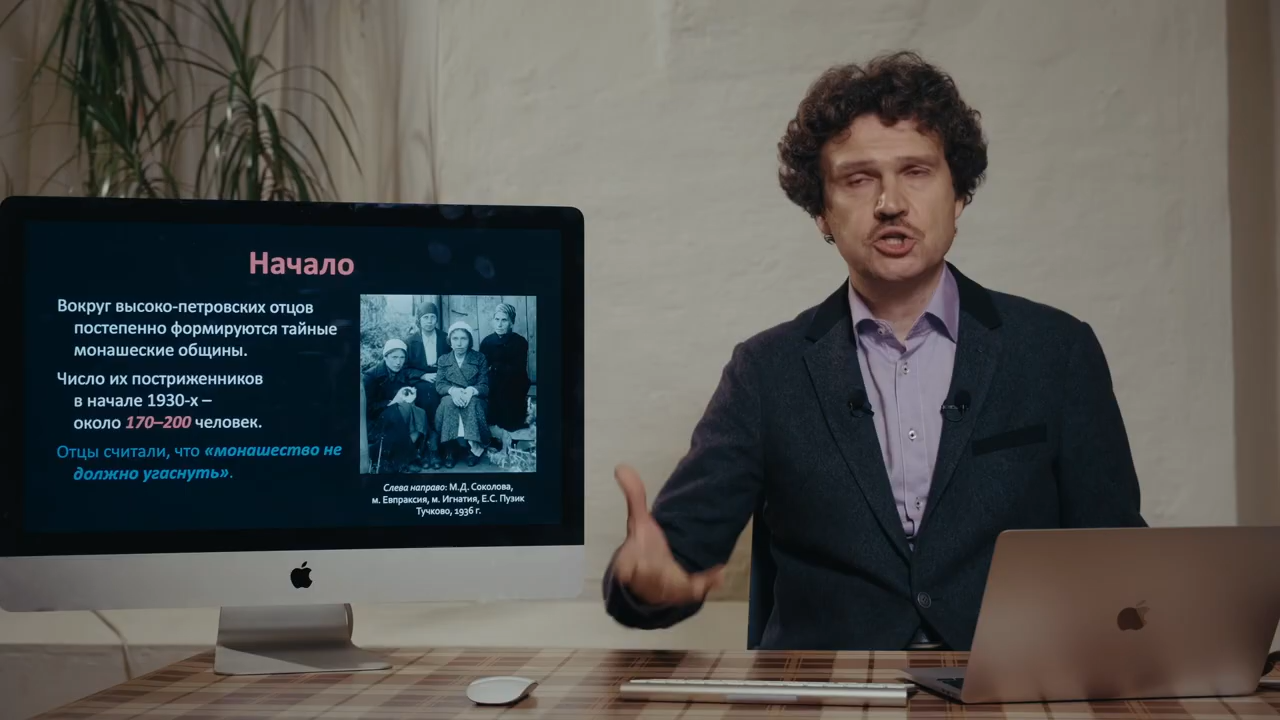 Начало
Вокруг высоко-петровских отцов
постепенно формируются тайные
монашеские общины.
Число их постриженников
в начале 1930-х –
около 170–200 человек.
Отцы считали, что «монашество не
должно угаснуть».
Слева направо: М.Д. Соколова,
м. Евпраксия, м. Игнатия, Е.С. Пузик
Тучково, 1936 г.